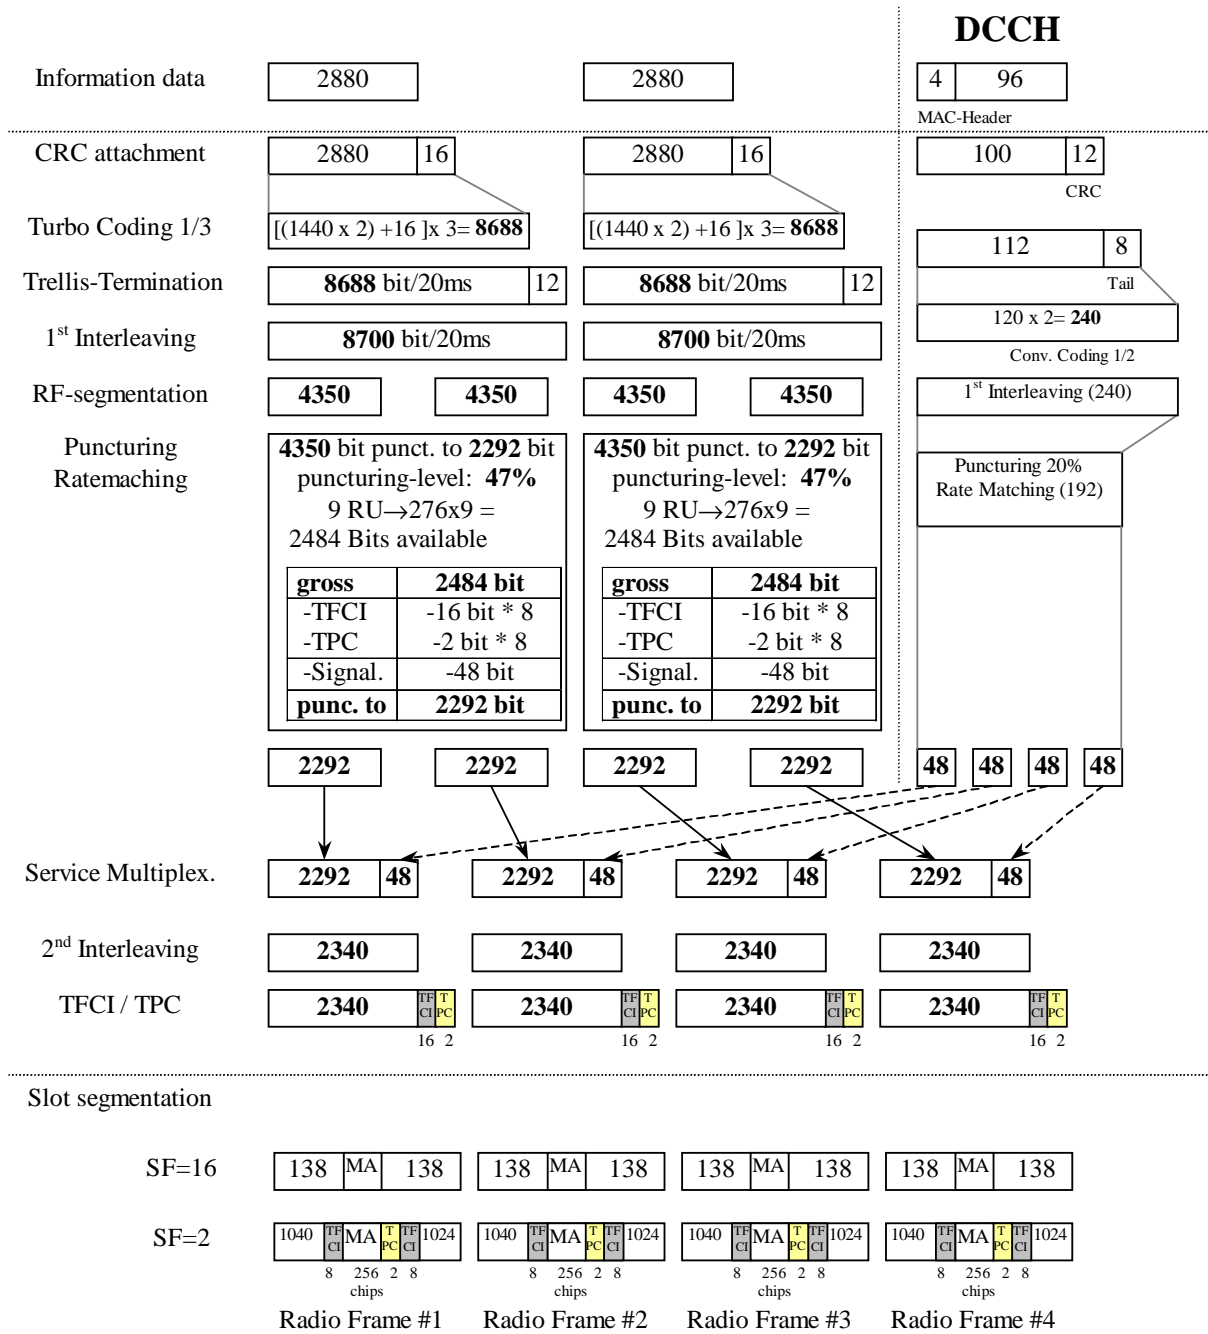 DCCH
Information data 2880 2880 4 96
MAC-Header
CRC attachment 2880 16 2880 16 100 12
CRC
Turbo Coding 1/3 [(1440 x 2) +16 ]x 3= 8688 [(1440 x 2) +16 ]x 3= 8688
112 8
Trellis-Termination 8688 bit/20ms 12 8688 bit/20ms 12
Tail
120 x 2= 240
1st Interleaving 8700 bit/20ms 8700 bit/20ms
Conv. Coding 1/2
RF-segmentation 4350 4350 4350 4350 1st Interleaving (240)
Puncturing 4350 bit punct. to 2292 bit 4350 bit punct. to 2292 bit
Ratemaching puncturing-level: 47% puncturing-level: 47%
Puncturing 20%
Rate Matching (192)
9 RU→276x9 = 9 RU→276x9 =
2484 Bits available 2484 Bits available
gross 2484 bit gross 2484 bit
-TFCI -16 bit * 8 -TFCI -16 bit * 8
-TPC -2 bit * 8 -TPC -2 bit * 8
-Signal. -48 bit -Signal. -48 bit
punc. to 2292 bit punc. to 2292 bit
2292 2292 2292 2292 48 48 48 48
Service Multiplex. 2292 48 2292 48 2292 48 2292 48
2nd Interleaving 2340 2340 2340 2340
TFCI / TPC 2340 TF CI T PC 2340 TF CI T PC 2340 TF CI T PC 2340 TF CI T PC
16 2 16 2 16 2 16 2
Slot segmentation
SF=16 138 MA 138 138 MA 138 138 MA 138 138 MA 138
SF=2 1040 TF CI MA T PC TF CI 1024 1040 TF CI MA T PC TF CI 1024 1040 TF CI MA T PC TF CI 1024 1040 TF CI MA T PC TF CI 1024
8 256 2 8 8 256 2 8 8 256 2 8 8 256 2 8
chips chips chips chips
Radio Frame #1 Radio Frame #2 Radio Frame #3 Radio Frame #4